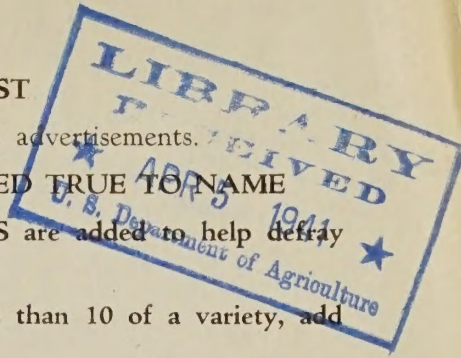 ST
advertisements.
ED TRUE TO NAME
S are added to help defray
than 10 of a variety, add
LIBRARY
RECEIVED
★ APR 5 1941 ★
U. S. Department of Agriculture